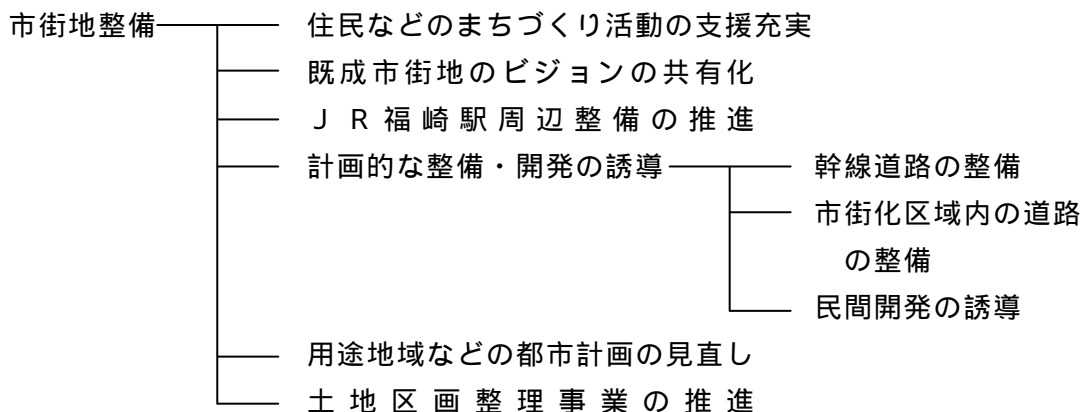 市街地整備
住民などのまちづくり活動の支援充実
既成市街地のビジョンの共有化
ＪＲ福崎駅周辺整備の推進
計画的な整備・開発の誘導
幹線道路の整備
市街化区域内の道路
の整備
民間開発の誘導
用途地域などの都市計画の見直し
土地区画整理事業の推進